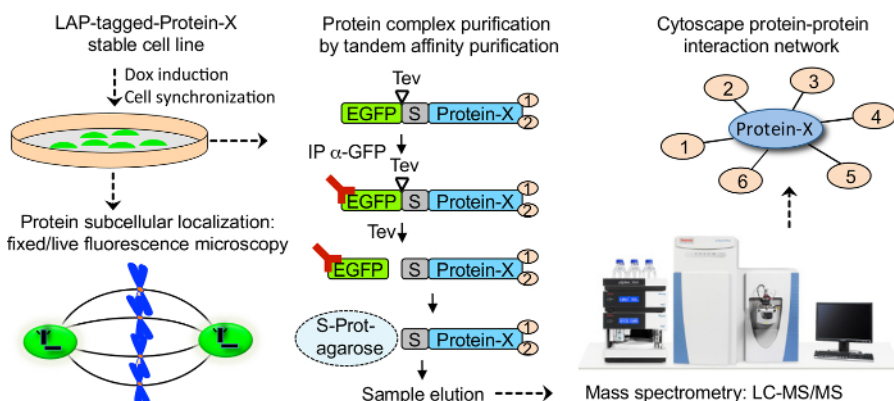 LAP-tagged-Protein-X
stable cell line
Dox induction
Cell synchronization
Protein subcellular localization:
fixed/live fluorescence microscopy
Protein complex purification
by tandem affinity purification
Tev
EGFP S Protein-X 1 2
IP α-GFP
Tev
EGFP S Protein-X 1 2
Tev
EGFP S Protein-X 1 2
S-Prot-
agarose
S Protein-X 1 2
Sample elution
Cytoscape protein-protein
interaction network
3
2
4
Protein-X
1
5
6
Mass spectrometry: LC-MS/MS